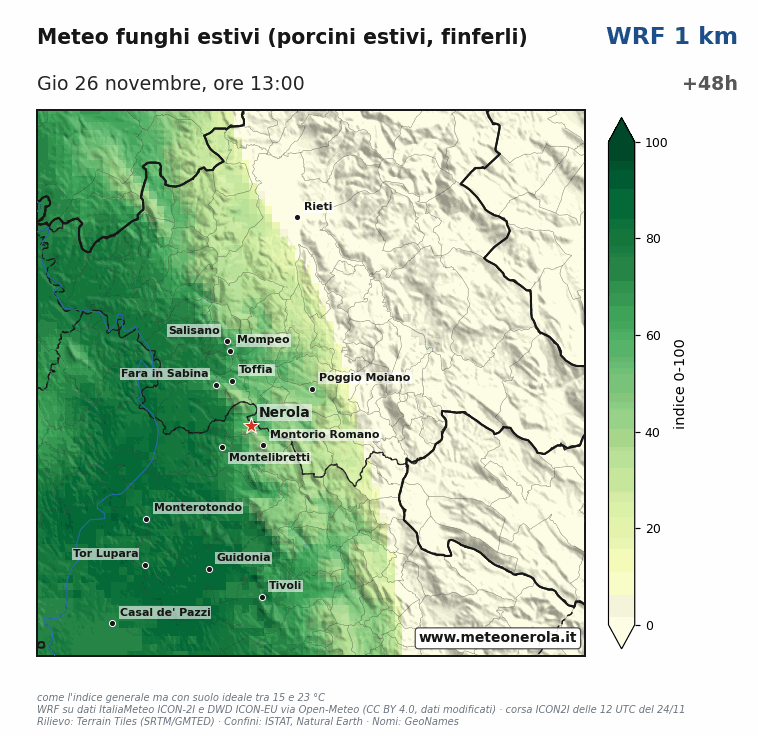 Meteo funghi estivi (porcini estivi, finferli)
WRF 1 km
Gio 26 novembre, ore 13:00
+48h
Rieti
Salisano
Mompeo
Fara in Sabina
Toffia
Poggio Moiano
Nerola
Montorio Romano
Montelibretti
Monterotondo
Tor Lupara
Guidonia
Tivoli
Casal de' Pazzi
www.meteonerola.it
100
80
60
40
20
0
indice 0-100
come l'indice generale ma con suolo ideale tra 15 e 23 °C
WRF su dati ItaliaMeteo ICON-2I e DWD ICON-EU via Open-Meteo (CC BY 4.0, dati modificati) · corsa ICON2I delle 12 UTC del 24/11
Rilievo: Terrain Tiles (SRTM/GMTED) · Confini: ISTAT, Natural Earth · Nomi: GeoNames